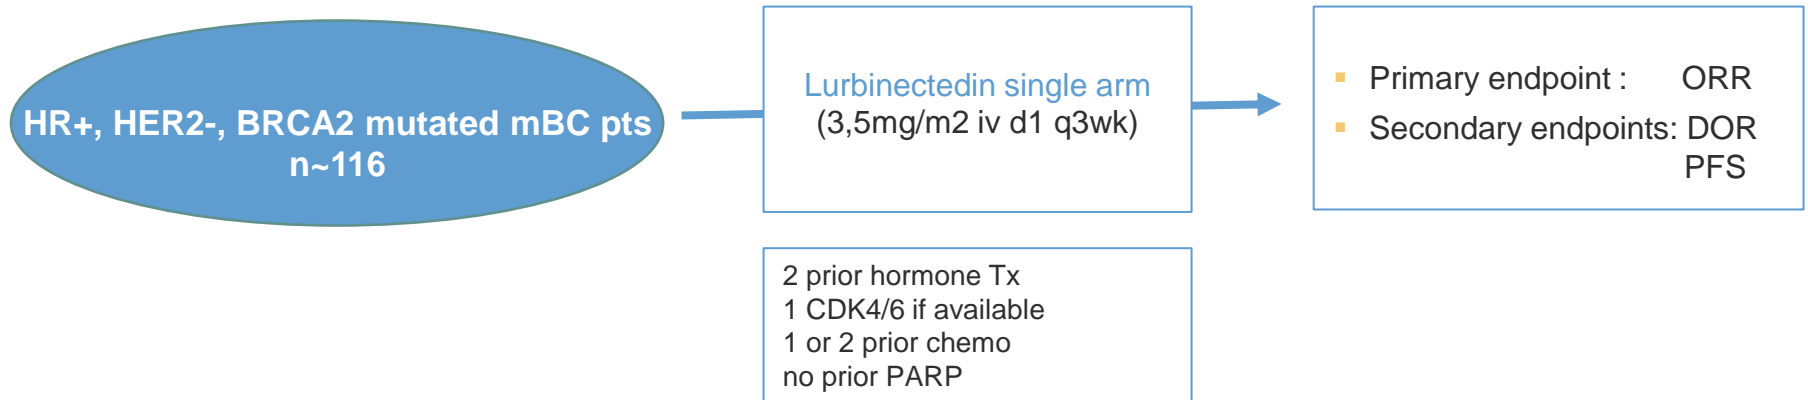 HR+, HER2-, BRCA2 mutated mBC pts
n~116
Lurbinectedin single arm
(3,5mg/m2 iv d1 q3wk)
Primary endpoint : ORR
Secondary endpoints: DOR
PFS
2 prior hormone Tx
1 CDK4/6 if available
1 or 2 prior chemo
no prior PARP